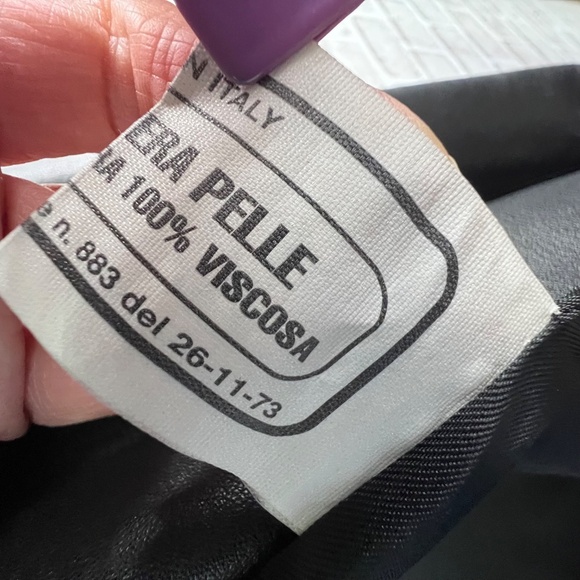 N ITALY
ERA PELLE
A 100% VISCOSA
e n. 883 del 26-11-73